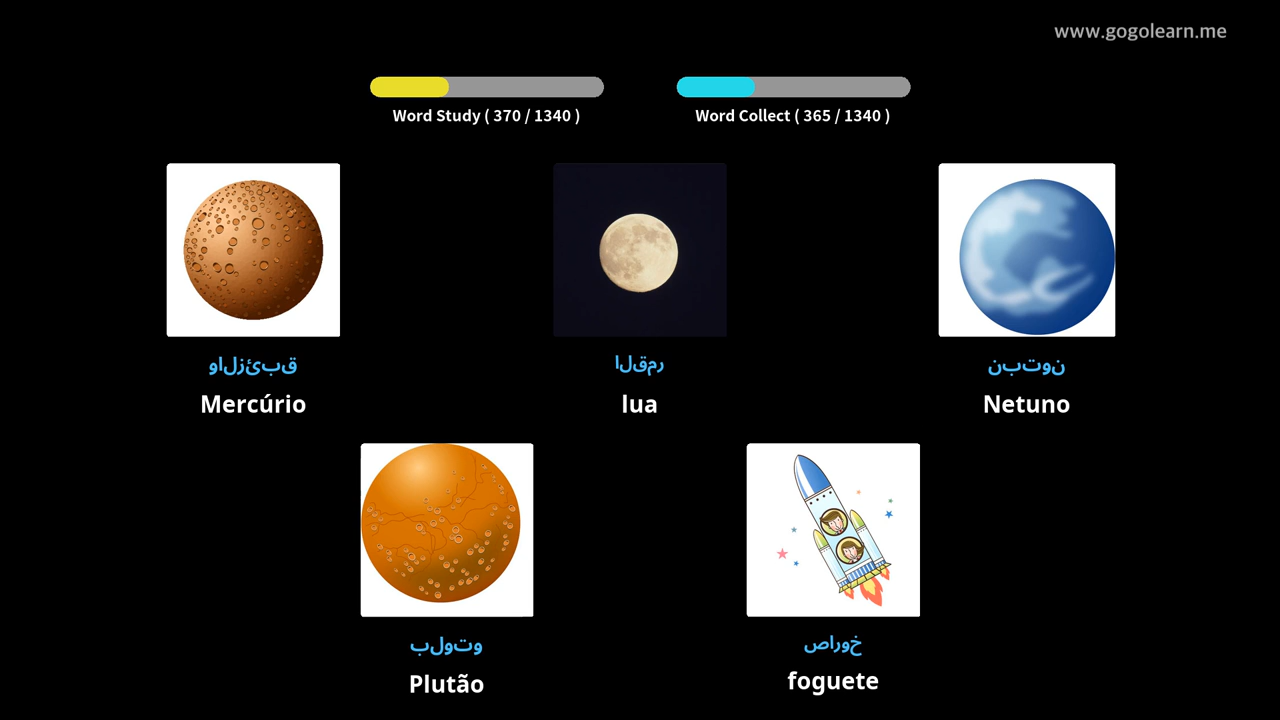 www.gogolearn.me
Word Study ( 370 / 1340 )
Word Collect ( 365 / 1340 )
والزئبق
Mercúrio
القمر
lua
نبتون
Netuno
بلوتو
Plutão
صاروخ
foguete